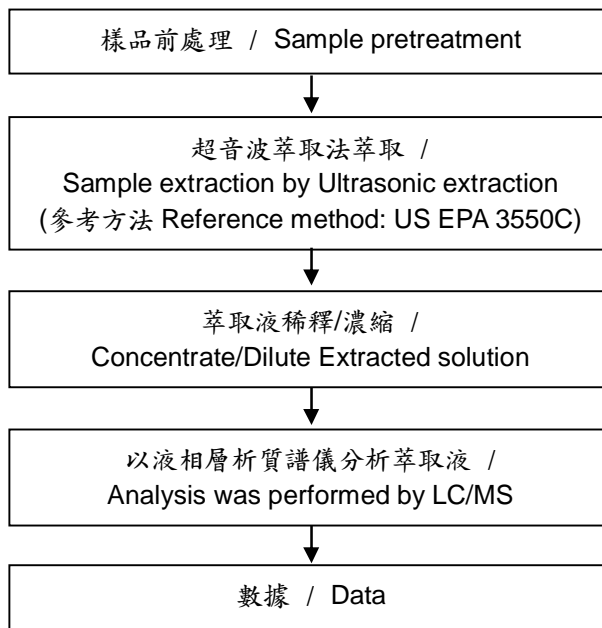 樣品前處理 / Sample pretreatment
超音波萃取法萃取 /
Sample extraction by Ultrasonic extraction
(參考方法 Reference method: US EPA 3550C)
萃取液稀釋/濃縮 /
Concentrate/Dilute Extracted solution
以液相層析質譜儀分析萃取液 /
Analysis was performed by LC/MS
數據 / Data